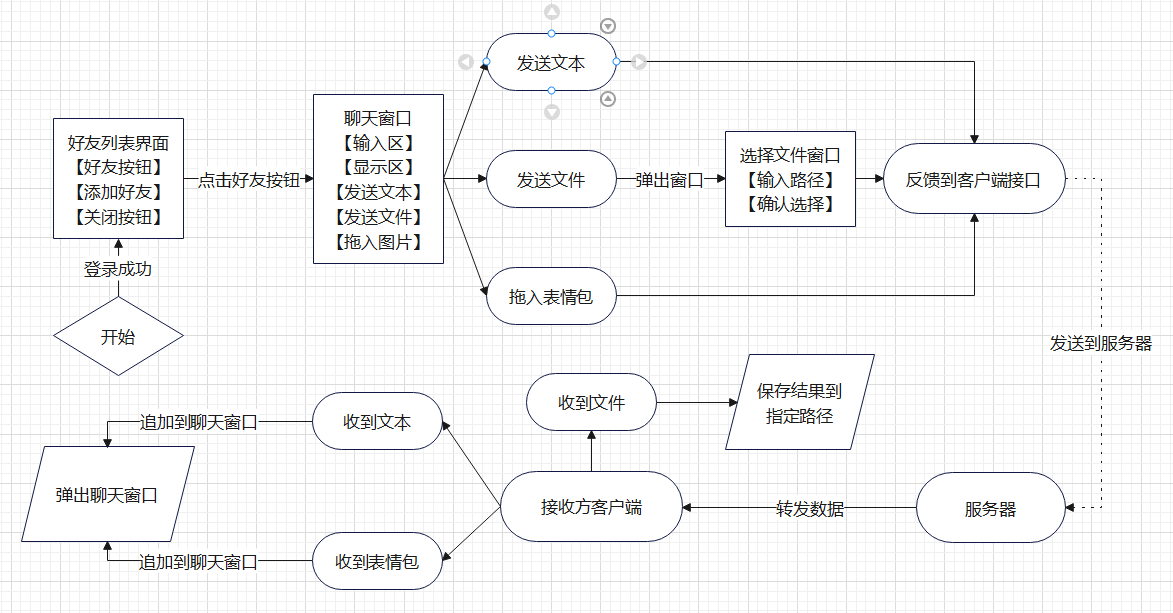 发送文本
聊天窗口
【输入区】
【显示区】
【发送文本】
【发送文件】
【拖入图片】
好友列表界面
【好友按钮】
【添加好友】
【关闭按钮】
点击好友按钮
发送文件
弹出窗口
选择文件窗口
【输入路径】
【确认选择】
反馈到客户端接口
登录成功
拖入表情包
开始
发送到服务器
收到文件
保存结果到
指定路径
追加到聊天窗口
收到文本
弹出聊天窗口
接收方客户端
转发数据
服务器
追加到聊天窗口
收到表情包